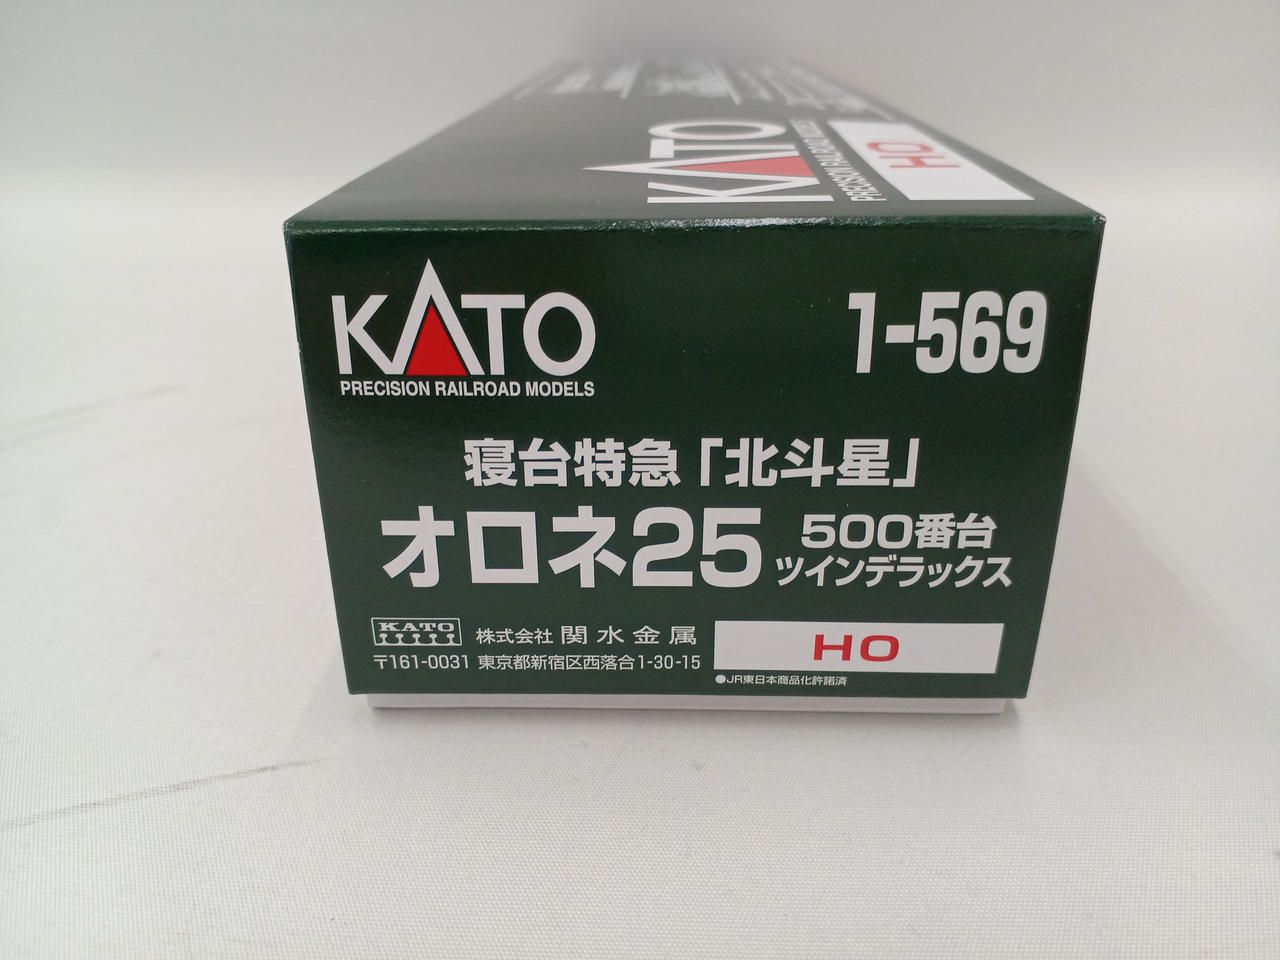 KATO
PRECISION RAILROAD MODELS
HO
KATO
PRECISION RAILROAD MODELS
1-569
寝台特急「北斗星」
オロネ25 500番台
ツインデラックス
KATO
株式会社 関水金属
〒161-0031 東京都新宿区西落合1-30-15
HO
●JR東日本商品化許諾済